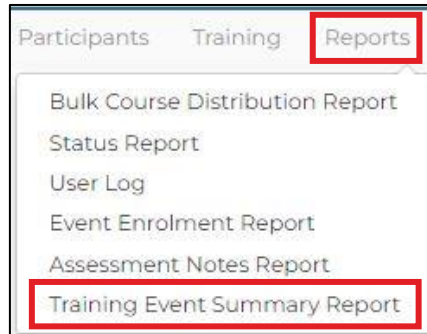 Participants Training Reports
Bulk Course Distribution Report
Status Report
User Log
Event Enrolment Report
Assessment Notes Report
Training Event Summary Report